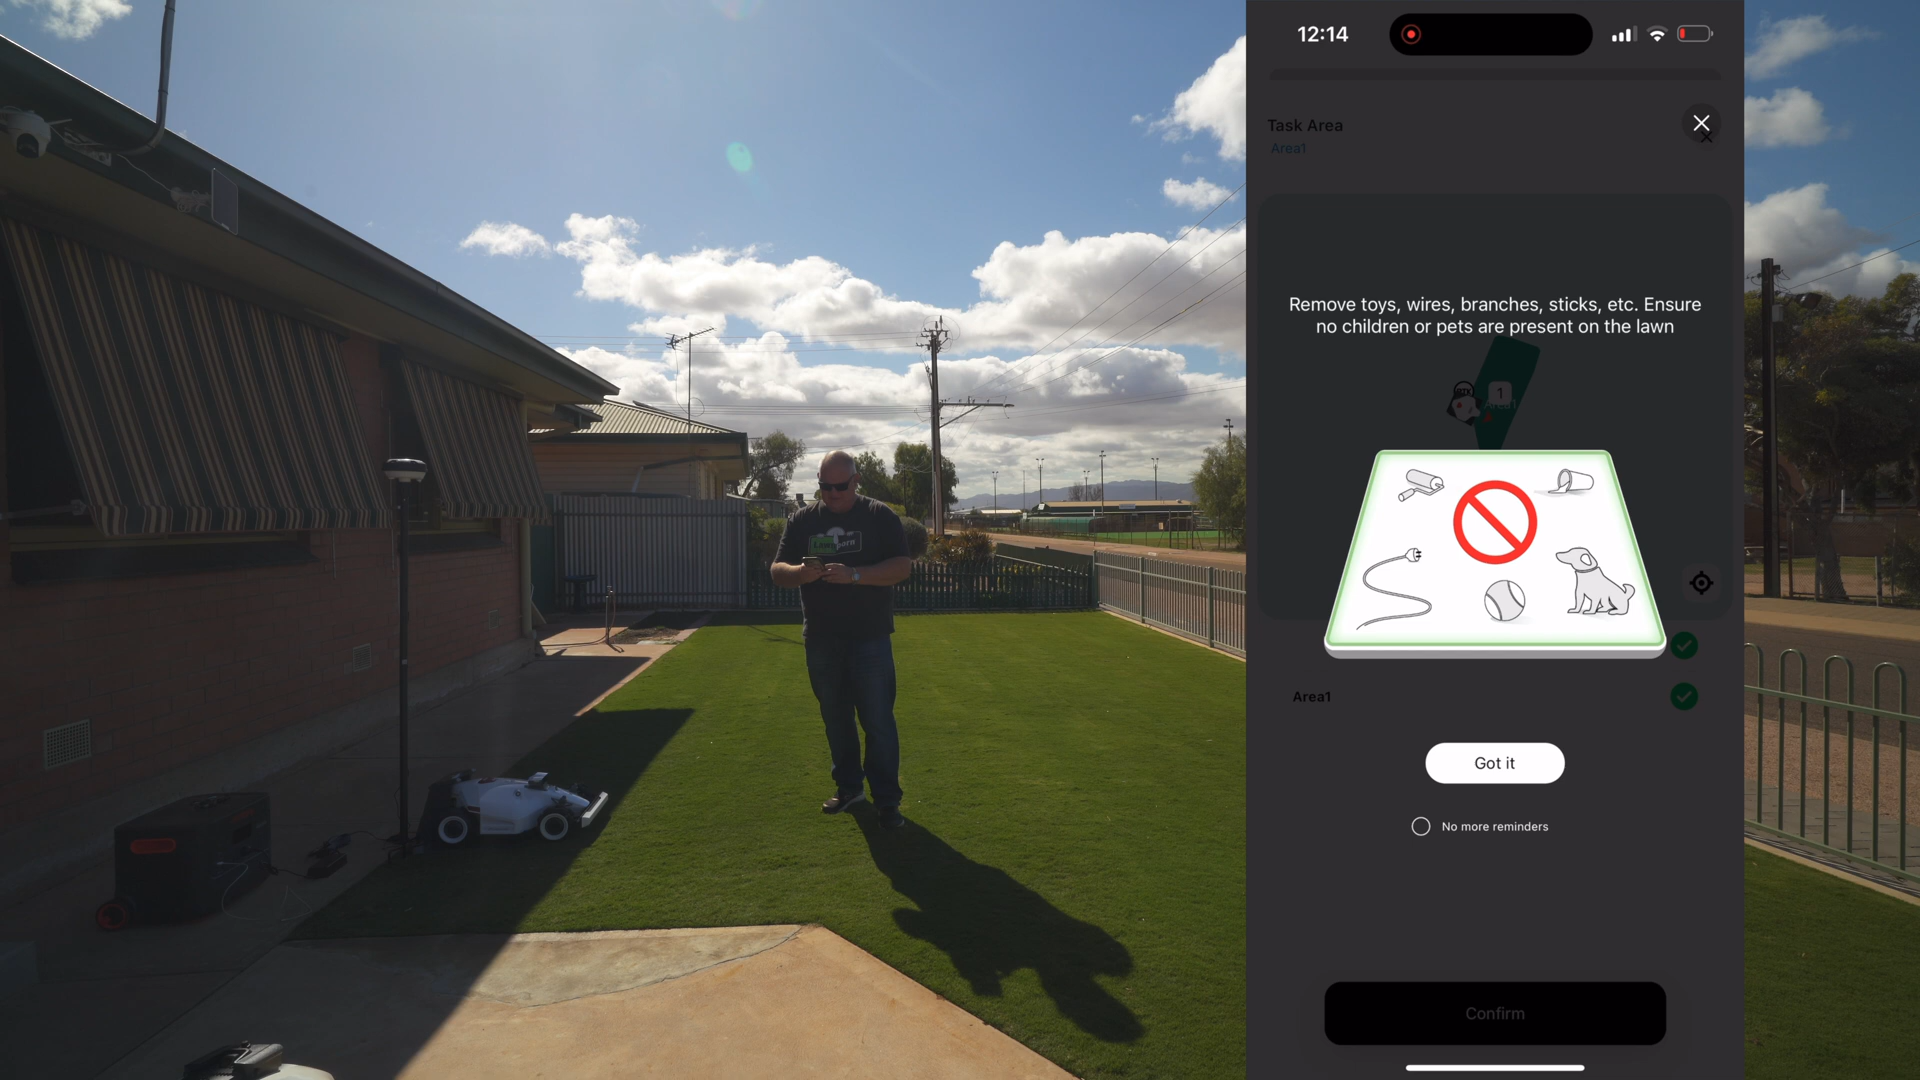 12:14
Task Area
Area1
Remove toys, wires, branches, sticks, etc. Ensure
no children or pets are present on the lawn
1
Area1
Got it
No more reminders
Confirm